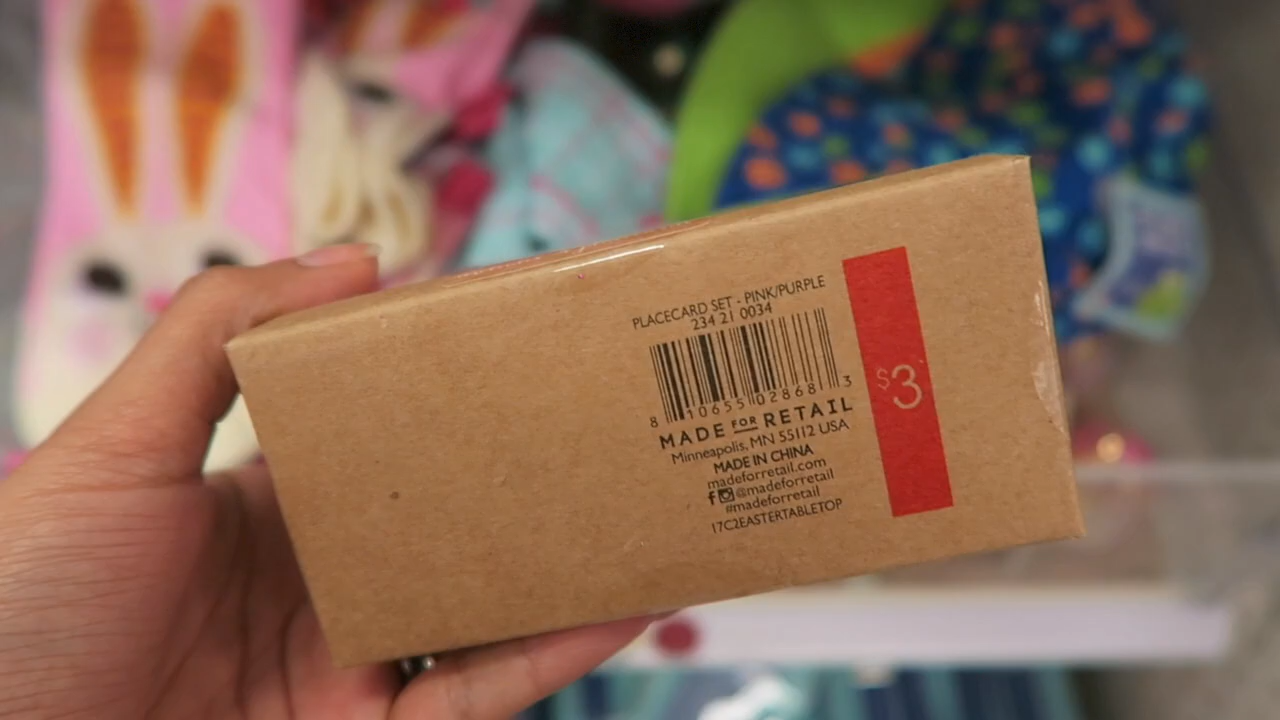 PLACECARD SET - PINK/PURPLE
234 21 0034
8 10655 02868 3
MADE FOR RETAIL
Minneapolis, MN 55112 USA
MADE IN CHINA
madeforretail.com
@madeforretail
#madeforretail
17C2EASTERTABLETOP
$3